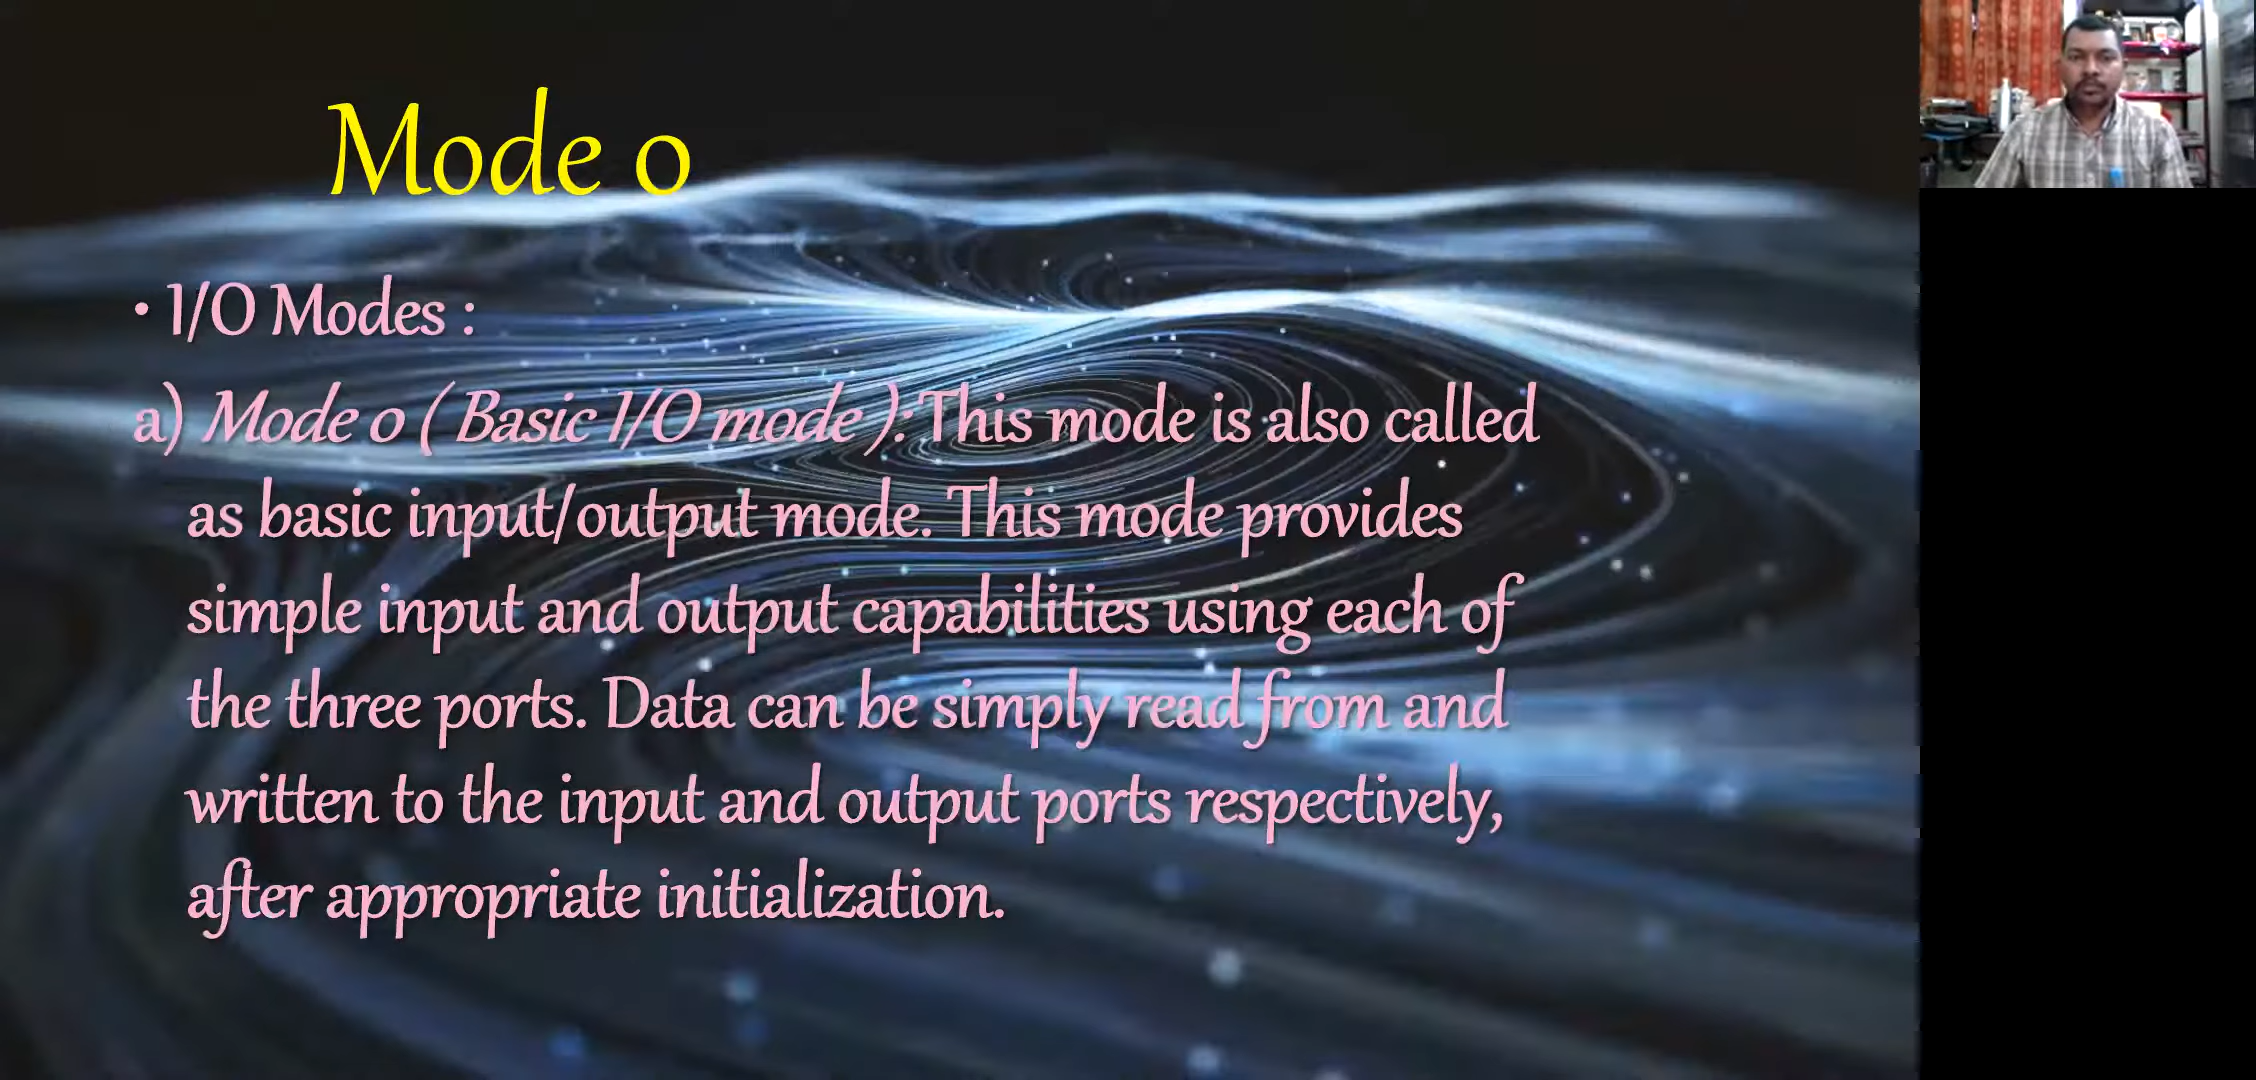 Mode 0
• I/O Modes :
a) Mode 0 ( Basic I/O mode ): This mode is also called
as basic input/output mode. This mode provides
simple input and output capabilities using each of
the three ports. Data can be simply read from and
written to the input and output ports respectively,
after appropriate initialization.